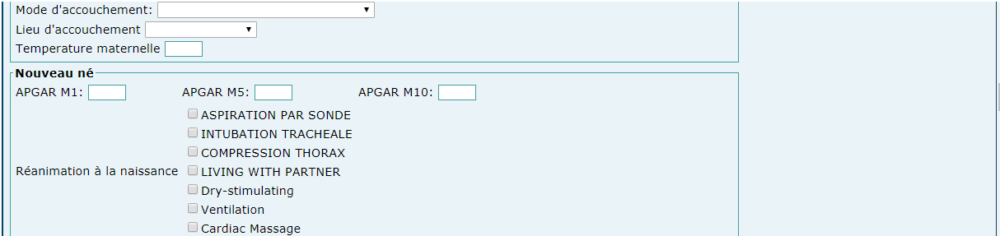 Mode d'accouchement:
Lieu d'accouchement
Temperature maternelle
Nouveau né
APGAR M1: APGAR M5: APGAR M10:
ASPIRATION PAR SONDE
INTUBATION TRACHEALE
COMPRESSION THORAX
Réanimation à la naissance LIVING WITH PARTNER
Dry-stimulating
Ventilation
Cardiac Massage